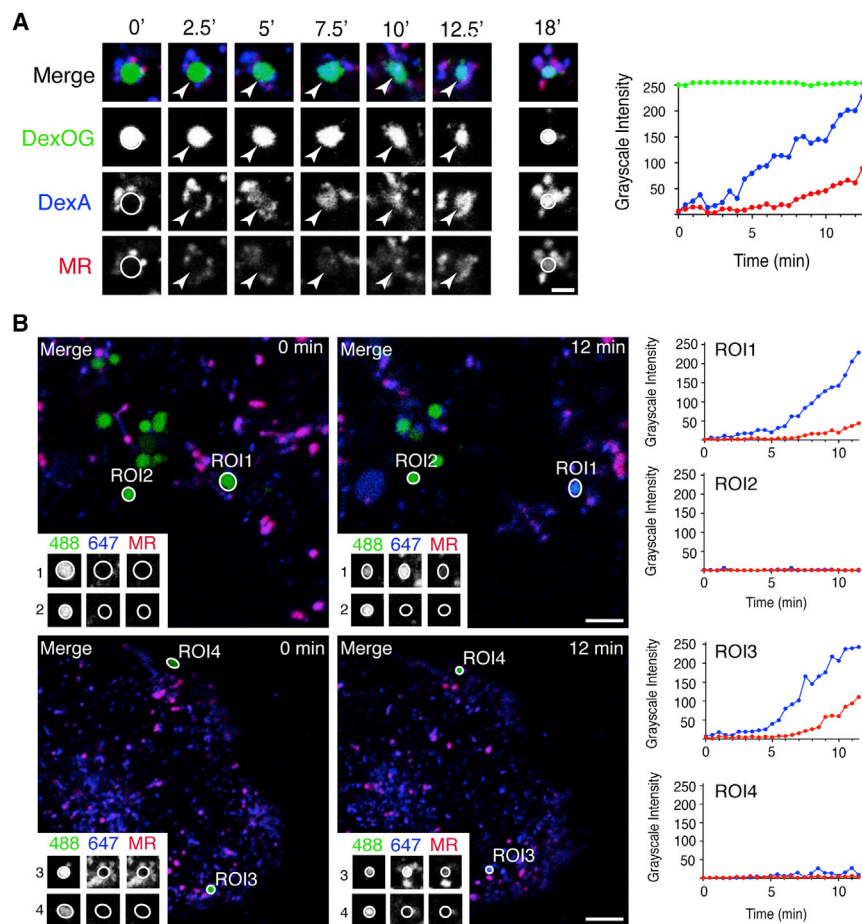 A
0' 2.5' 5' 7.5' 10' 12.5' 18'
Merge
DexOG
DexA
MR
Grayscale Intensity
250
200
150
100
50
0 5 10
Time (min)
B
Merge 0 min
ROI2
ROI1
488 647 MR
1
2
Merge 12 min
ROI2
ROI1
488 647 MR
1
2
Grayscale Intensity
ROI1
250
200
150
100
50
0 5 10
Grayscale Intensity
ROI2
250
200
150
100
50
0 5 10
Time (min)
Merge 0 min
ROI4
ROI3
488 647 MR
3
4
Merge 12 min
ROI4
ROI3
488 647 MR
3
4
Grayscale Intensity
ROI3
250
200
150
100
50
0 5 10
Grayscale Intensity
ROI4
250
200
150
100
50
0 5 10
Time (min)